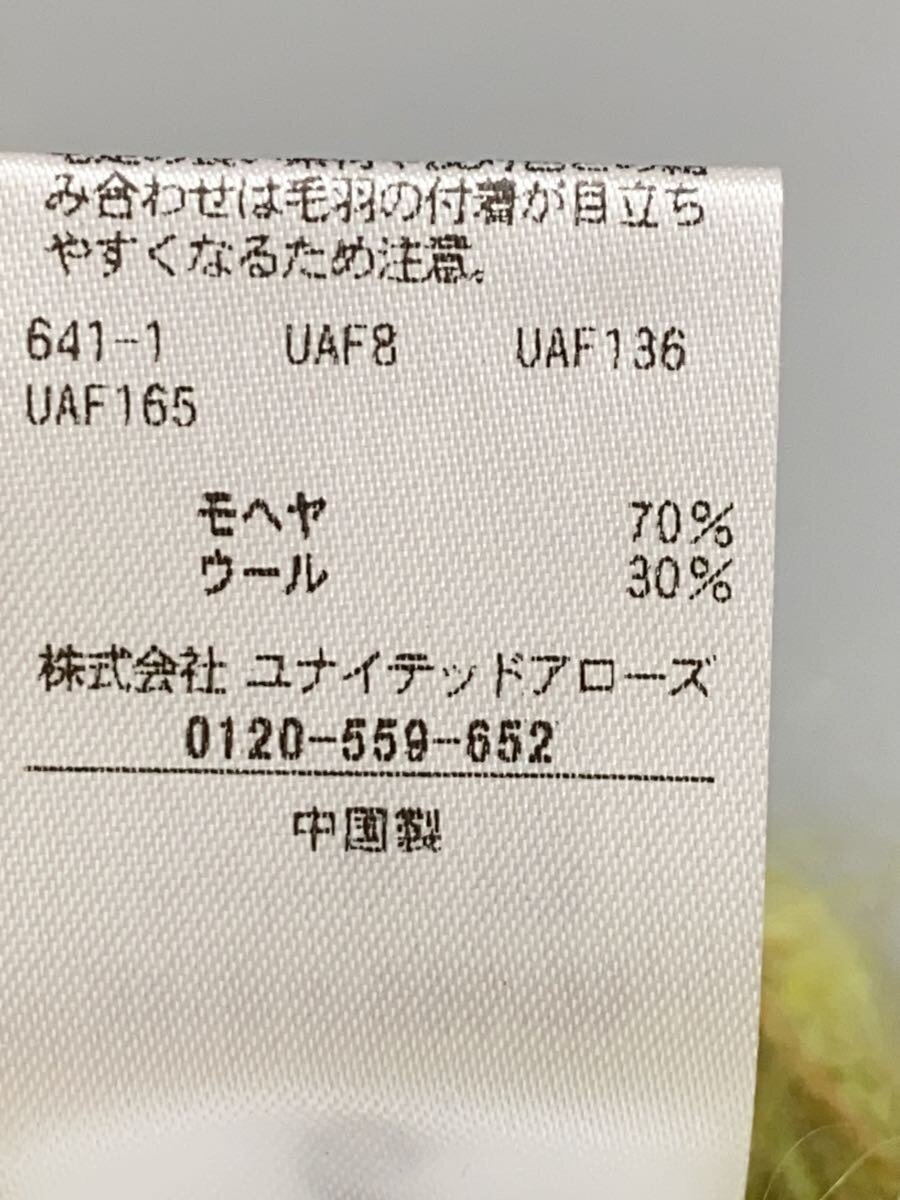 み合わせは毛羽の付着が目立ち
やすくなるため注意。
641-1 UAF8 UAF136
UAF165
モヘヤ 70%
ウール 30%
株式会社 ユナイテッドアローズ
0120-559-652
中国製